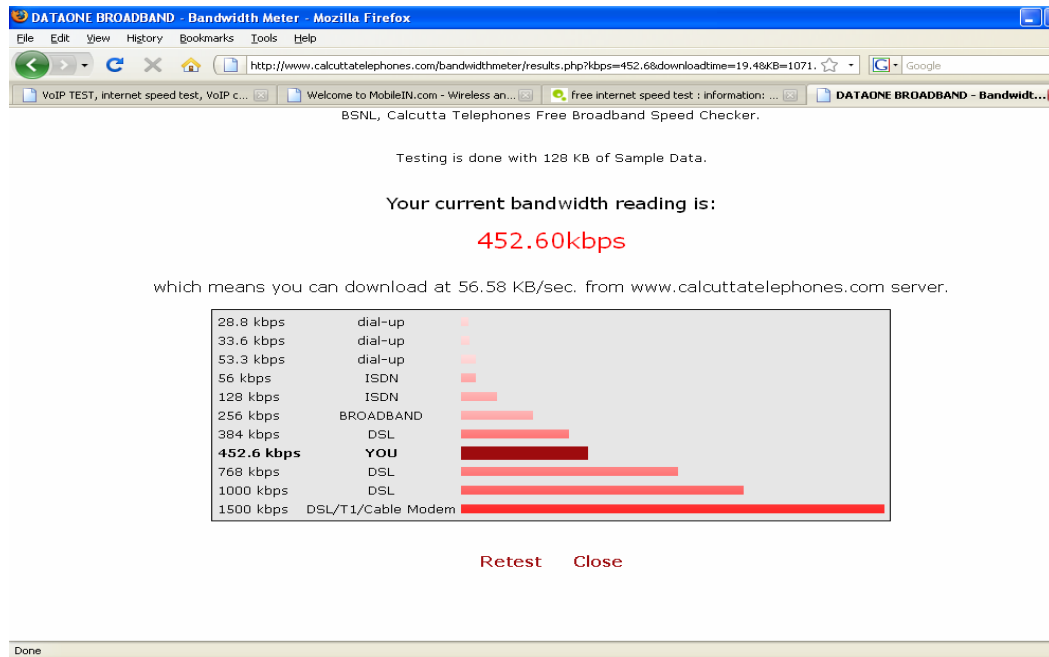 DATAONE BROADBAND - Bandwidth Meter - Mozilla Firefox
File Edit View History Bookmarks Tools Help
http://www.calcuttatelephones.com/bandwidthmeter/results.php?kbps=452.6&downloadtime=19.4&KB=1071. G Google
VoIP TEST, internet speed test, VoIP c... Welcome to MobileIN.com - Wireless an... free internet speed test : information: ... DATAONE BROADBAND - Bandwidt...
BSNL, Calcutta Telephones Free Broadband Speed Checker.
Testing is done with 128 KB of Sample Data.
Your current bandwidth reading is:
452.60kbps
which means you can download at 56.58 KB/sec. from www.calcuttatelephones.com server.
28.8 kbps dial-up
33.6 kbps dial-up
53.3 kbps dial-up
56 kbps ISDN
128 kbps ISDN
256 kbps BROADBAND
384 kbps DSL
452.6 kbps YOU
768 kbps DSL
1000 kbps DSL
1500 kbps DSL/T1/Cable Modem
Retest Close
Done